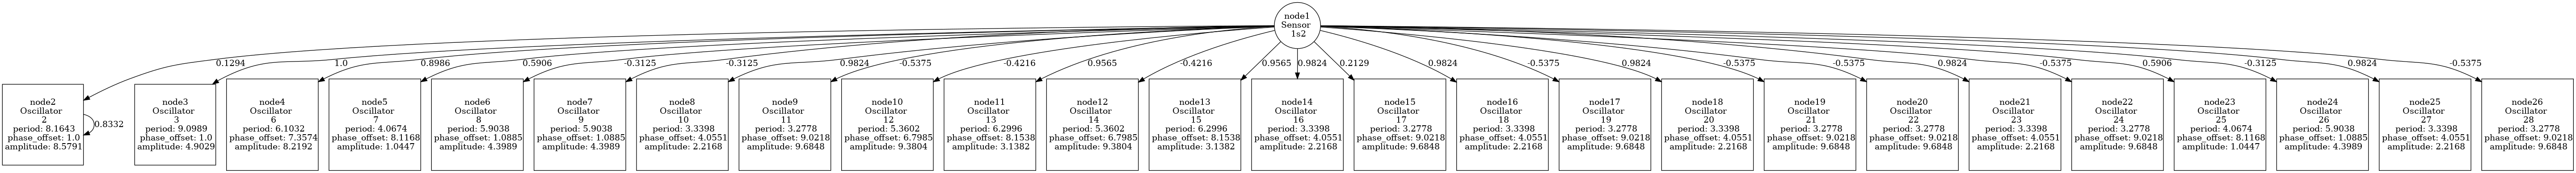 node1
Sensor
1s2
0.1294
1.0
0.8986
0.5906
-0.3125
-0.3125
0.9824
-0.5375
-0.4216
0.9565
-0.4216
0.9565
0.9824
0.2129
0.9824
-0.5375
0.9824
-0.5375
-0.5375
0.9824
-0.5375
0.5906
-0.3125
0.9824
-0.5375
node2
Oscillator
2
period: 8.1643
phase_offset: 1.0
amplitude: 8.5791
0.8332
node3
Oscillator
3
period: 9.0989
phase_offset: 1.0
amplitude: 4.9029
node4
Oscillator
6
period: 6.1032
phase_offset: 7.3574
amplitude: 8.2192
node5
Oscillator
7
period: 4.0674
phase_offset: 8.1168
amplitude: 1.0447
node6
Oscillator
8
period: 5.9038
phase_offset: 1.0885
amplitude: 4.3989
node7
Oscillator
9
period: 5.9038
phase_offset: 1.0885
amplitude: 4.3989
node8
Oscillator
10
period: 3.3398
phase_offset: 4.0551
amplitude: 2.2168
node9
Oscillator
11
period: 3.2778
phase_offset: 9.0218
amplitude: 9.6848
node10
Oscillator
12
period: 5.3602
phase_offset: 6.7985
amplitude: 9.3804
node11
Oscillator
13
period: 6.2996
phase_offset: 8.1538
amplitude: 3.1382
node12
Oscillator
14
period: 5.3602
phase_offset: 6.7985
amplitude: 9.3804
node13
Oscillator
15
period: 6.2996
phase_offset: 8.1538
amplitude: 3.1382
node14
Oscillator
16
period: 3.3398
phase_offset: 4.0551
amplitude: 2.2168
node15
Oscillator
17
period: 3.2778
phase_offset: 9.0218
amplitude: 9.6848
node16
Oscillator
18
period: 3.3398
phase_offset: 4.0551
amplitude: 2.2168
node17
Oscillator
19
period: 3.2778
phase_offset: 9.0218
amplitude: 9.6848
node18
Oscillator
20
period: 3.3398
phase_offset: 4.0551
amplitude: 2.2168
node19
Oscillator
21
period: 3.2778
phase_offset: 9.0218
amplitude: 9.6848
node20
Oscillator
22
period: 3.2778
phase_offset: 9.0218
amplitude: 9.6848
node21
Oscillator
23
period: 3.3398
phase_offset: 4.0551
amplitude: 2.2168
node22
Oscillator
24
period: 3.2778
phase_offset: 9.0218
amplitude: 9.6848
node23
Oscillator
25
period: 4.0674
phase_offset: 8.1168
amplitude: 1.0447
node24
Oscillator
26
period: 5.9038
phase_offset: 1.0885
amplitude: 4.3989
node25
Oscillator
27
period: 3.3398
phase_offset: 4.0551
amplitude: 2.2168
node26
Oscillator
28
period: 3.2778
phase_offset: 9.0218
amplitude: 9.6848